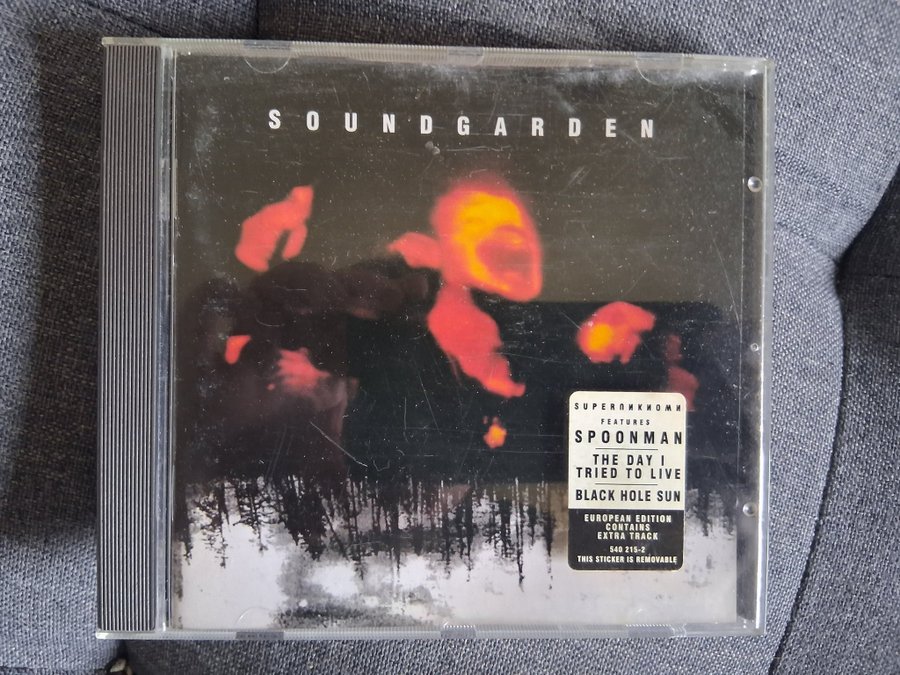 SOUNDGARDEN
SUPERUNKNOWN
FEATURES
SPOONMAN
THE DAY I
TRIED TO LIVE
BLACK HOLE SUN
EUROPEAN EDITION
CONTAINS
EXTRA TRACK
540 215-2
THIS STICKER IS REMOVABLE